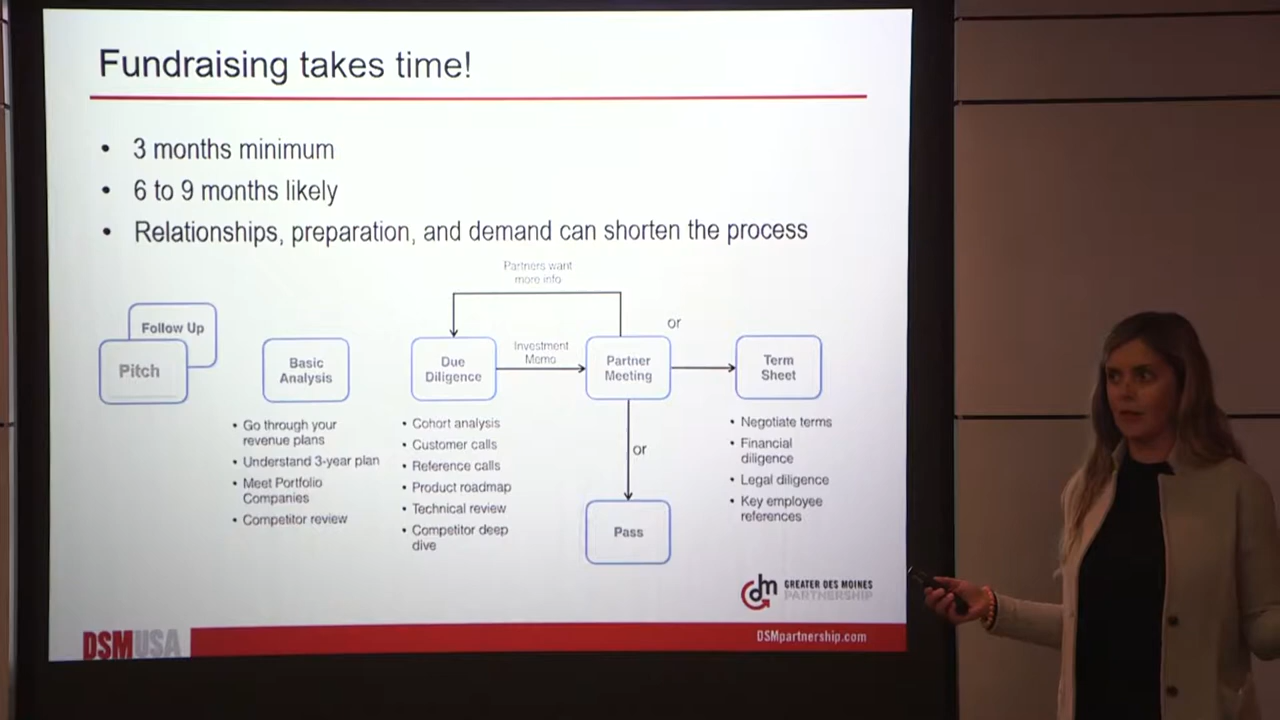 Fundraising takes time!
• 3 months minimum
• 6 to 9 months likely
• Relationships, preparation, and demand can shorten the process
Partners want
more info
Follow Up
Pitch
Basic
Analysis
• Go through your
revenue plans
• Understand 3-year plan
• Meet Portfolio
Companies
• Competitor review
Due
Diligence
• Cohort analysis
• Customer calls
• Reference calls
• Product roadmap
• Technical review
• Competitor deep
dive
Investment
Memo
Partner
Meeting
or
or
Pass
Term
Sheet
• Negotiate terms
• Financial
diligence
• Legal diligence
• Key employee
references
dm GREATER DES MOINES
PARTNERSHIP
DSMUSA
DSMpartnership.com